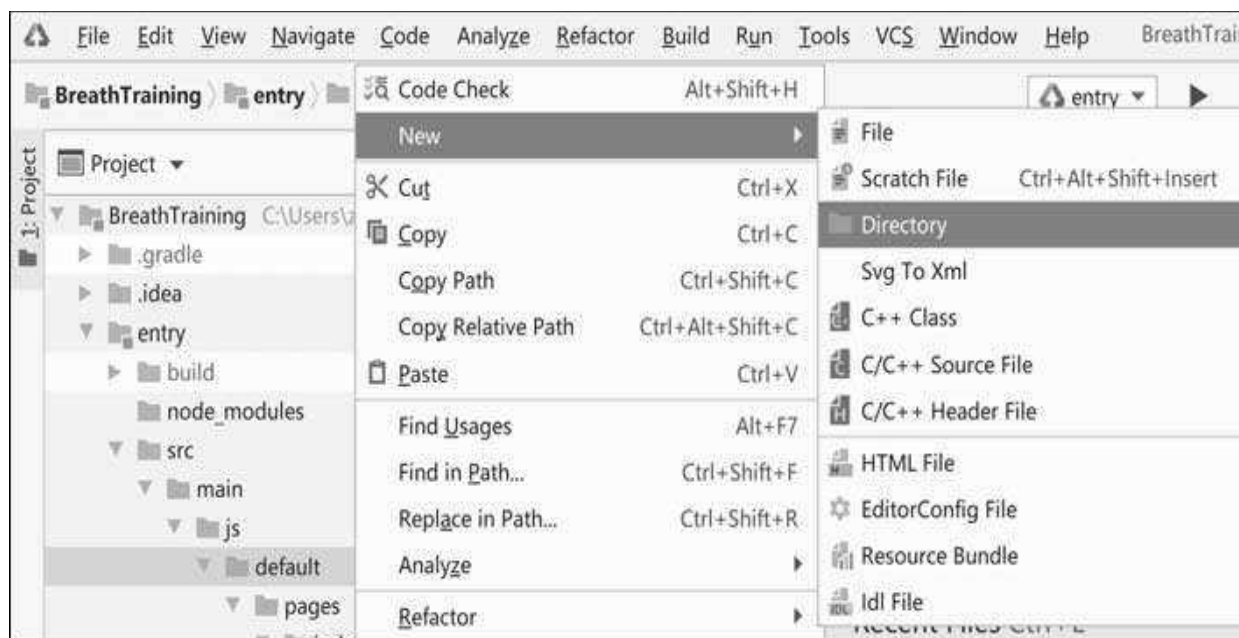 File Edit View Navigate Code Analyze Refactor Build Run Tools VCS Window Help BreathTrai
BreathTraining entry
entry
1: Project
Project
BreathTraining C:\Users\z
.gradle
.idea
entry
build
node_modules
src
main
js
default
pages
Code Check Alt+Shift+H
New
Cut Ctrl+X
Copy Ctrl+C
Copy Path Ctrl+Shift+C
Copy Relative Path Ctrl+Alt+Shift+C
Paste Ctrl+V
Find Usages Alt+F7
Find in Path... Ctrl+Shift+F
Replace in Path... Ctrl+Shift+R
Analyze
Refactor
File
Scratch File Ctrl+Alt+Shift+Insert
Directory
Svg To Xml
C++ Class
C/C++ Source File
C/C++ Header File
HTML File
EditorConfig File
Resource Bundle
Idl File
Recent Files Ctrl+E